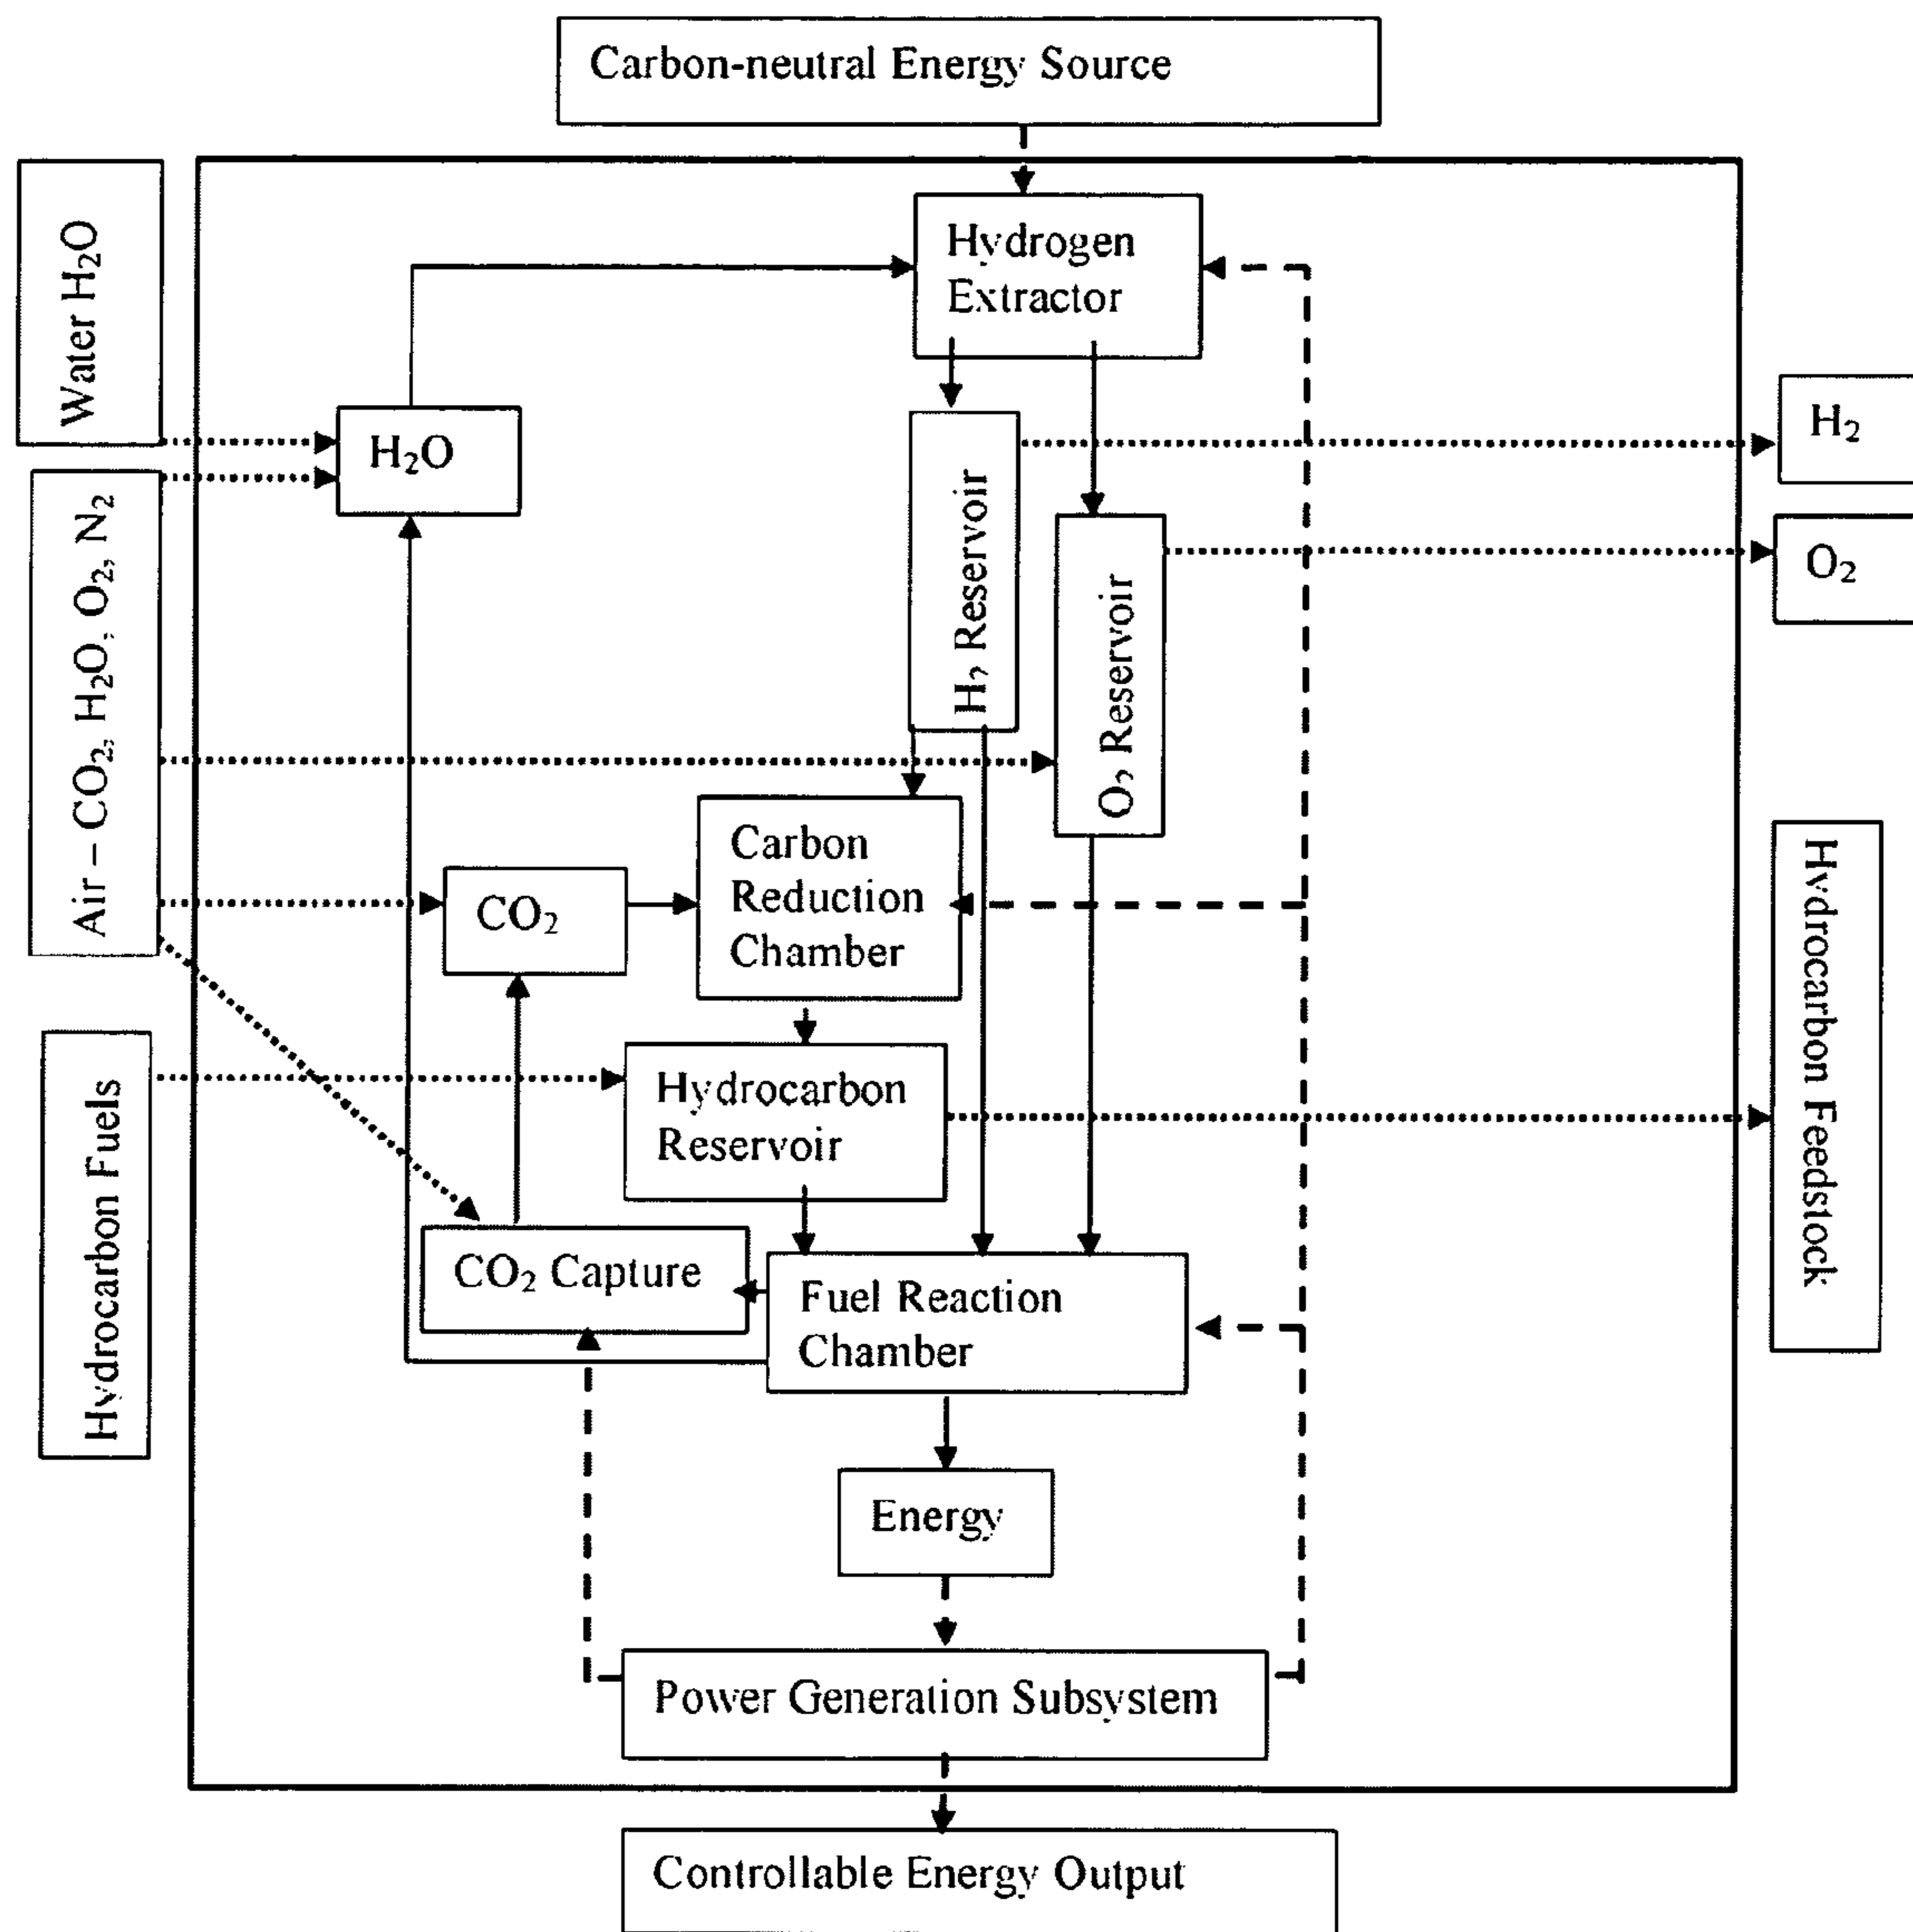 Carbon-neutral Energy Source
Water H₂O
Hydrogen
Extractor
H₂O
H₂
H₂ Reservoir
O₂
Air – CO₂, H₂O, O₂, N₂
O₂ Reservoir
Carbon
Reduction
Chamber
CO₂
Hydrocarbon Feedstock
Hydrocarbon Fuels
Hydrocarbon
Reservoir
CO₂ Capture
Fuel Reaction
Chamber
Energy
Power Generation Subsystem
Controllable Energy Output